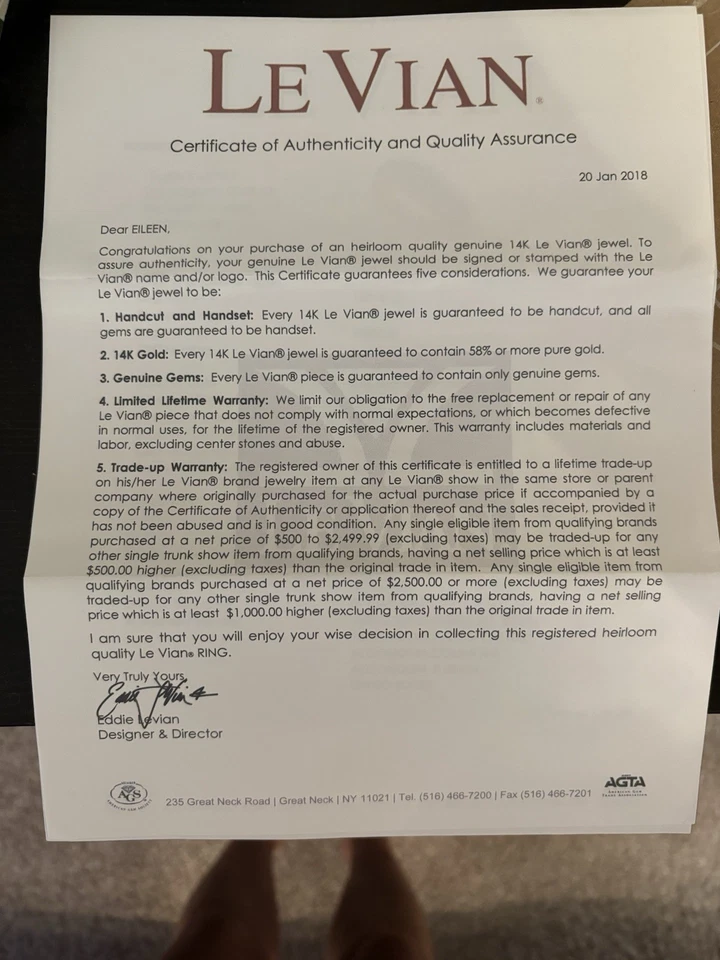 LE VIAN®
Certificate of Authenticity and Quality Assurance
20 Jan 2018
Dear EILEEN,
Congratulations on your purchase of an heirloom quality genuine 14K Le Vian® jewel. To
assure authenticity, your genuine Le Vian® jewel should be signed or stamped with the Le
Vian® name and/or logo. This Certificate guarantees five considerations. We guarantee your
Le Vian® jewel to be:
1. Handcut and Handset: Every 14K Le Vian® jewel is guaranteed to be handcut, and all
gems are guaranteed to be handset.
2. 14K Gold: Every 14K Le Vian® jewel is guaranteed to contain 58% or more pure gold.
3. Genuine Gems: Every Le Vian® piece is guaranteed to contain only genuine gems.
4. Limited Lifetime Warranty: We limit our obligation to the free replacement or repair of any
Le Vian® piece that does not comply with normal expectations, or which becomes defective
in normal uses, for the lifetime of the registered owner. This warranty includes materials and
labor, excluding center stones and abuse.
5. Trade-up Warranty: The registered owner of this certificate is entitled to a lifetime trade-up
on his/her Le Vian® brand jewelry item at any Le Vian® show in the same store or parent
company where originally purchased for the actual purchase price if accompanied by a
copy of the Certificate of Authenticity or application thereof and the sales receipt, provided it
has not been abused and is in good condition. Any single eligible item from qualifying brands
purchased at a net price of $500 to $2,499.99 (excluding taxes) may be traded-up for any
other single trunk show item from qualifying brands, having a net selling price which is at least
$500.00 higher (excluding taxes) than the original trade in item. Any single eligible item from
qualifying brands purchased at a net price of $2,500.00 or more (excluding taxes) may be
traded-up for any other single trunk show item from qualifying brands, having a net selling
price which is at least $1,000.00 higher (excluding taxes) than the original trade in item.
I am sure that you will enjoy your wise decision in collecting this registered heirloom
quality Le Vian® RING.
Very Truly Yours,
Eddie Levian
Designer & Director
AGS
AMERICAN GEM SOCIETY
235 Great Neck Road | Great Neck | NY 11021 | Tel. (516) 466-7200 | Fax (516) 466-7201
AGTA
AMERICAN GEM
TRADE ASSOCIATION